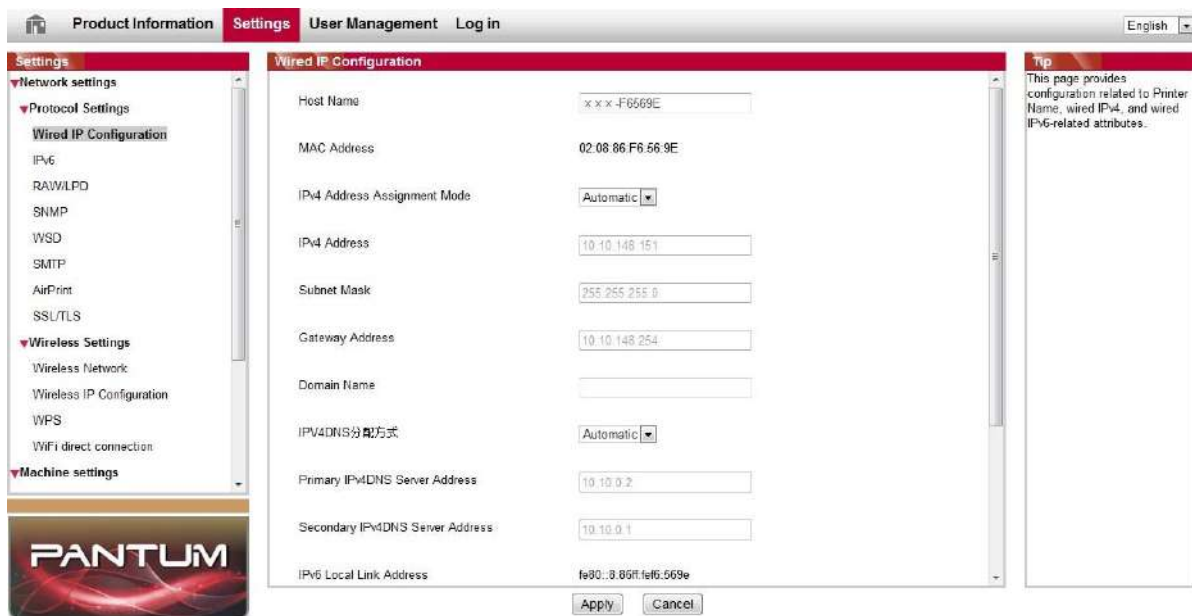 Product Information Settings User Management Log in English
Settings
Network settings
Protocol Settings
Wired IP Configuration
IPv6
RAW/LPD
SNMP
WSD
SMTP
AirPrint
SSL/TLS
Wireless Settings
Wireless Network
Wireless IP Configuration
WPS
WiFi direct connection
Machine settings
PANTUM
Wired IP Configuration
Host Name ×××-F6569E
MAC Address 02:08:86:F6:56:9E
IPv4 Address Assignment Mode Automatic
IPv4 Address 10.10.148.151
Subnet Mask 255.255.255.0
Gateway Address 10.10.148.254
Domain Name
IPV4DNS分配方式 Automatic
Primary IPv4DNS Server Address 10.10.0.2
Secondary IPv4DNS Server Address 10.10.0.1
IPv6 Local Link Address fe80::8:86ff:fef6:569e
Apply Cancel
Tip
This page provides
configuration related to Printer
Name, wired IPv4, and wired
IPv6-related attributes.